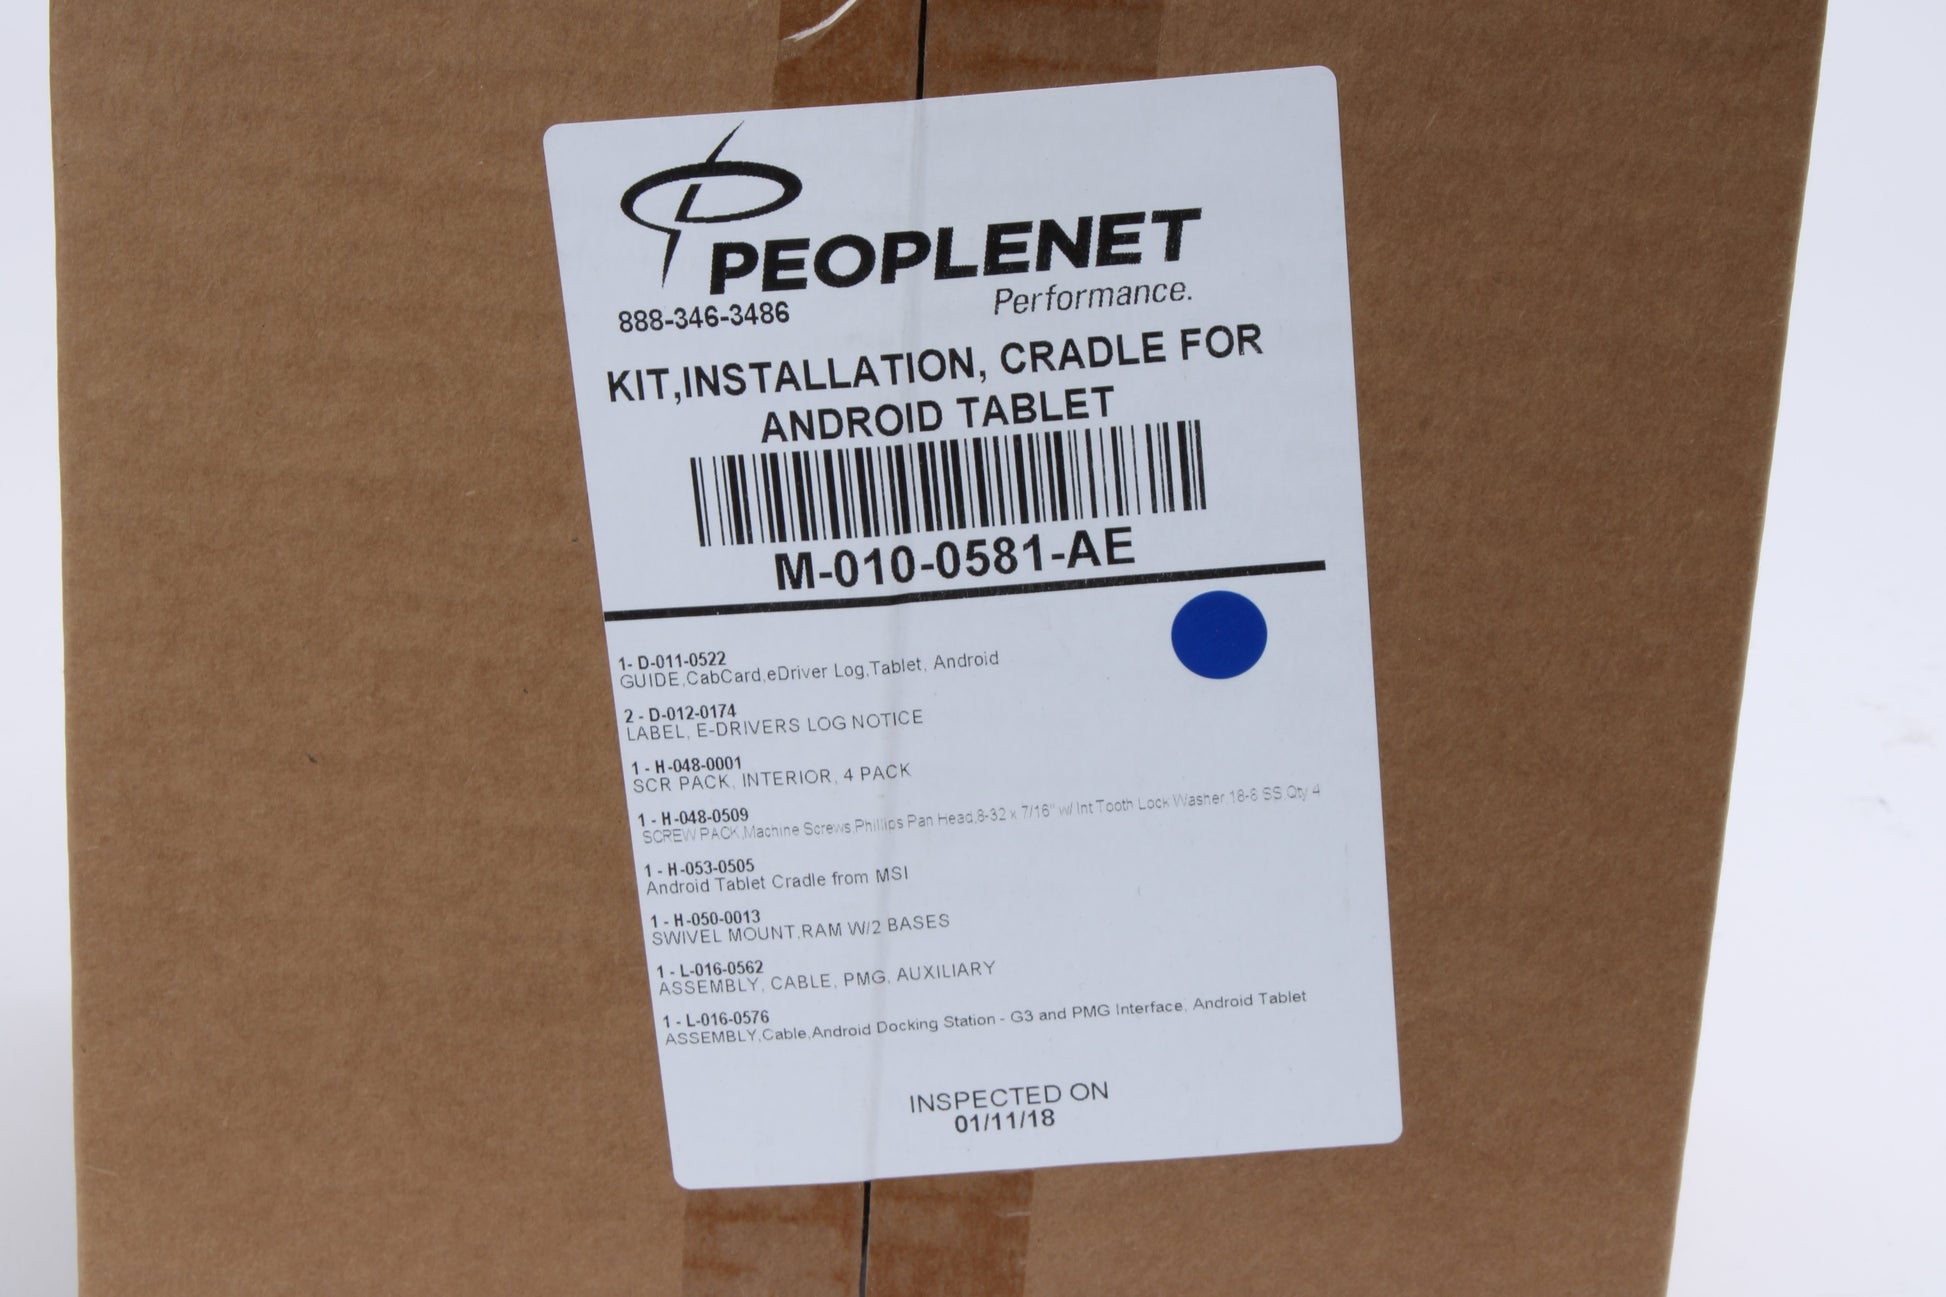 PEOPLENET
Performance.
888-346-3486
KIT,INSTALLATION, CRADLE FOR
ANDROID TABLET
M-010-0581-AE
1- D-011-0522
GUIDE,CabCard,eDriver Log,Tablet, Android
2 - D-012-0174
LABEL, E-DRIVERS LOG NOTICE
1 - H-048-0001
SCR PACK, INTERIOR, 4 PACK
1 - H-048-0509
SCREW PACK,Machine Screws,Phillips Pan Head,8-32 x 7/16" w/ Int Tooth Lock Washer,18-8 SS,Qty 4
1 - H-053-0505
Android Tablet Cradle from MSI
1 - H-050-0013
SWIVEL MOUNT,RAM W/2 BASES
1 - L-016-0562
ASSEMBLY, CABLE, PMG, AUXILIARY
1 - L-016-0576
ASSEMBLY,Cable,Android Docking Station - G3 and PMG Interface, Android Tablet
INSPECTED ON
01/11/18